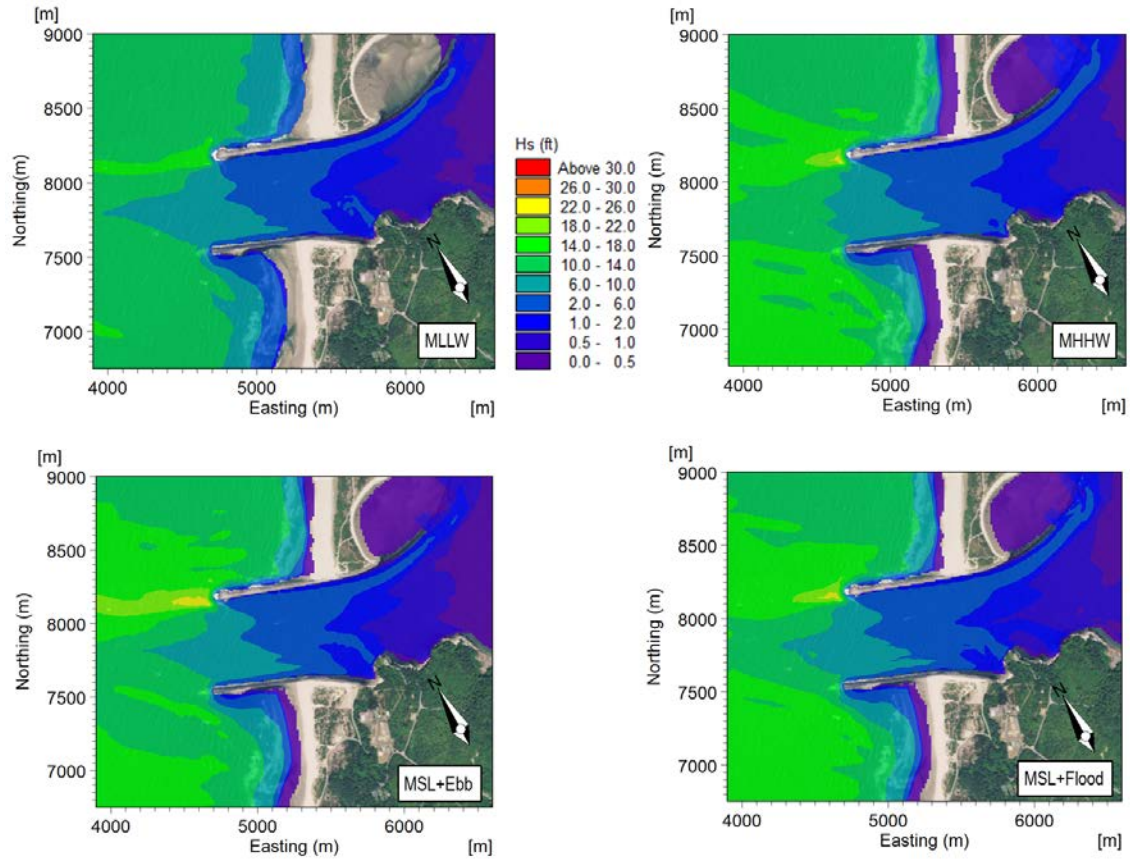 [m]
9000
8500
8000
7500
7000
Northing(m)
4000 5000 6000
Easting (m) [m]
N
MLLW
Hs (ft)
Above 30.0
26.0 - 30.0
22.0 - 26.0
18.0 - 22.0
14.0 - 18.0
10.0 - 14.0
6.0 - 10.0
2.0 - 6.0
1.0 - 2.0
0.5 - 1.0
0.0 - 0.5
[m]
9000
8500
8000
7500
7000
Northing (m)
4000 5000 6000
Easting (m) [m]
N
MHHW
[m]
9000
8500
8000
7500
7000
Northing (m)
4000 5000 6000
Easting (m) [m]
N
MSL+Ebb
[m]
9000
8500
8000
7500
7000
Northing (m)
4000 5000 6000
Easting (m) [m]
N
MSL+Flood